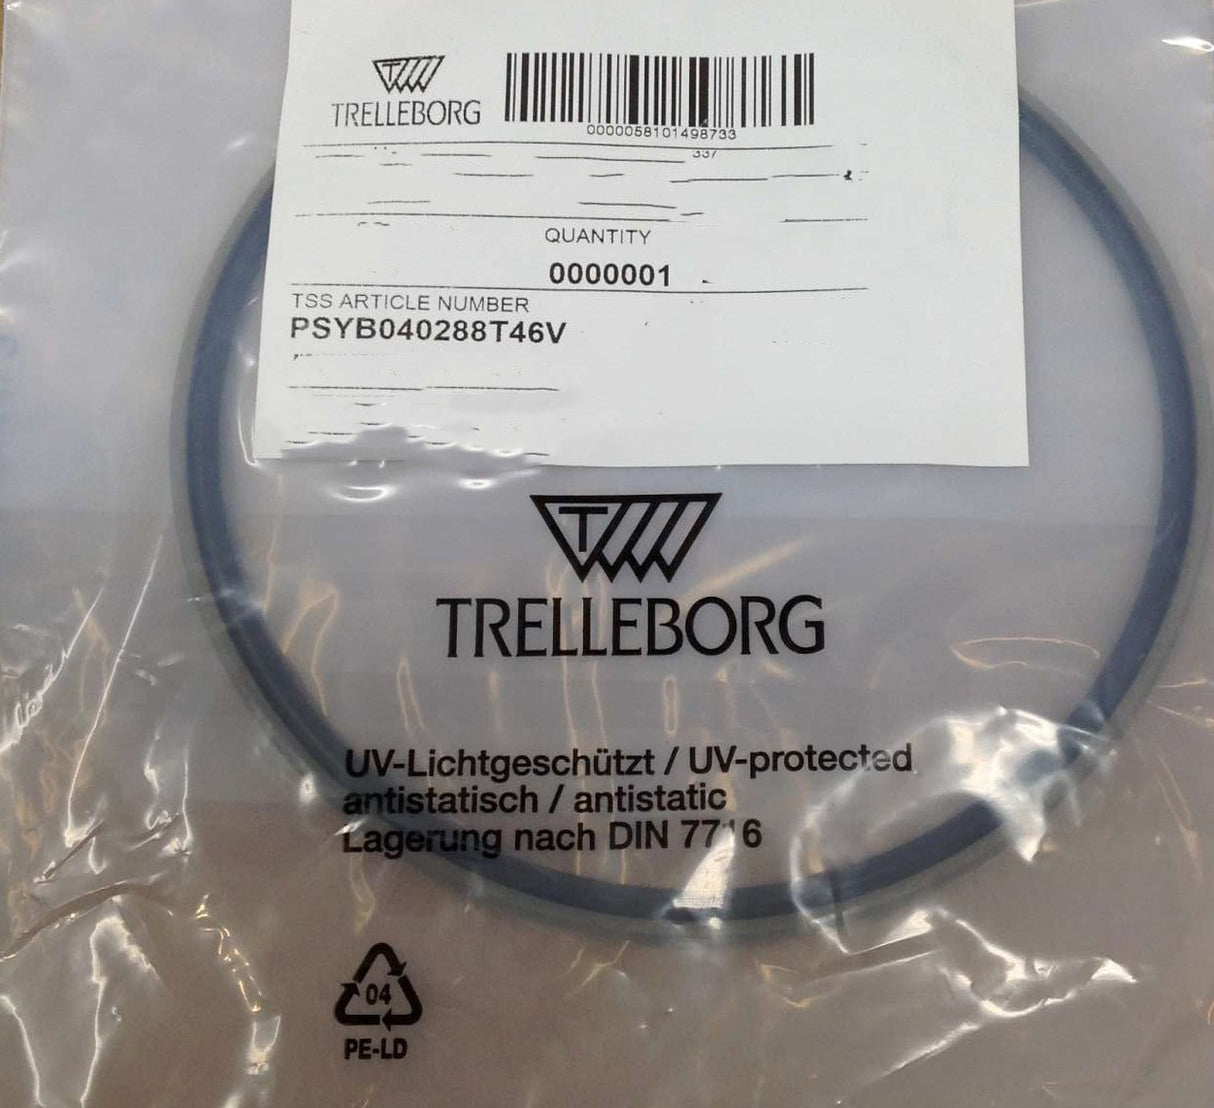 TRELLEBORG
0000058101498733
337
QUANTITY
0000001
TSS ARTICLE NUMBER
PSYB040288T46V
T
TRELLEBORG
UV-Lichtgeschützt / UV-protected
antistatisch / antistatic
Lagerung nach DIN 7716
04
PE-LD